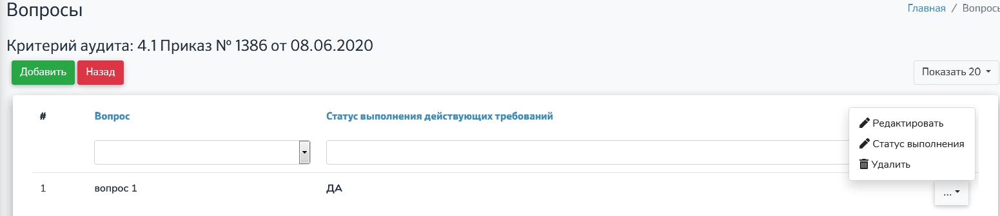 Вопросы
Главная / Вопросы
Критерий аудита: 4.1 Приказ № 1386 от 08.06.2020
Добавить Назад
Показать 20
# Вопрос Статус выполнения действующих требований
Редактировать
Статус выполнения
Удалить
1 вопрос 1 ДА ...